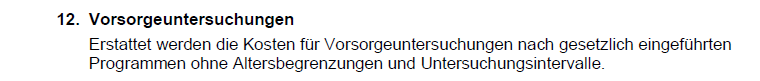 12. Vorsorgeuntersuchungen
Erstattet werden die Kosten für Vorsorgeuntersuchungen nach gesetzlich eingeführten
Programmen ohne Altersbegrenzungen und Untersuchungsintervalle.